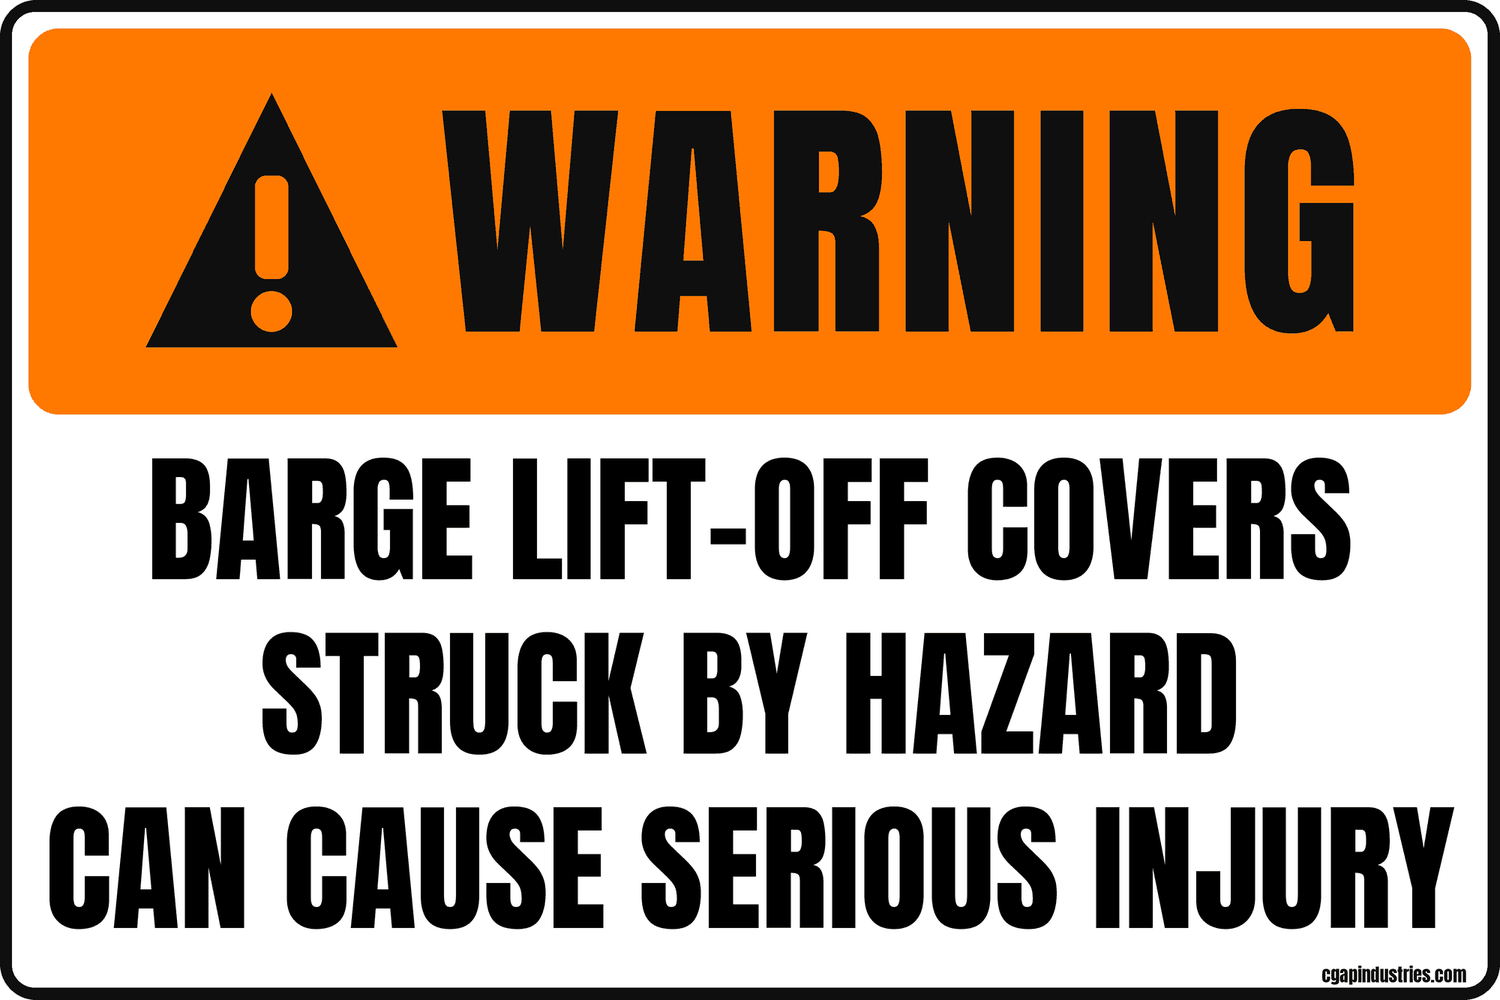 WARNING
BARGE LIFT-OFF COVERS
STRUCK BY HAZARD
CAN CAUSE SERIOUS INJURY
cgapindustries.com